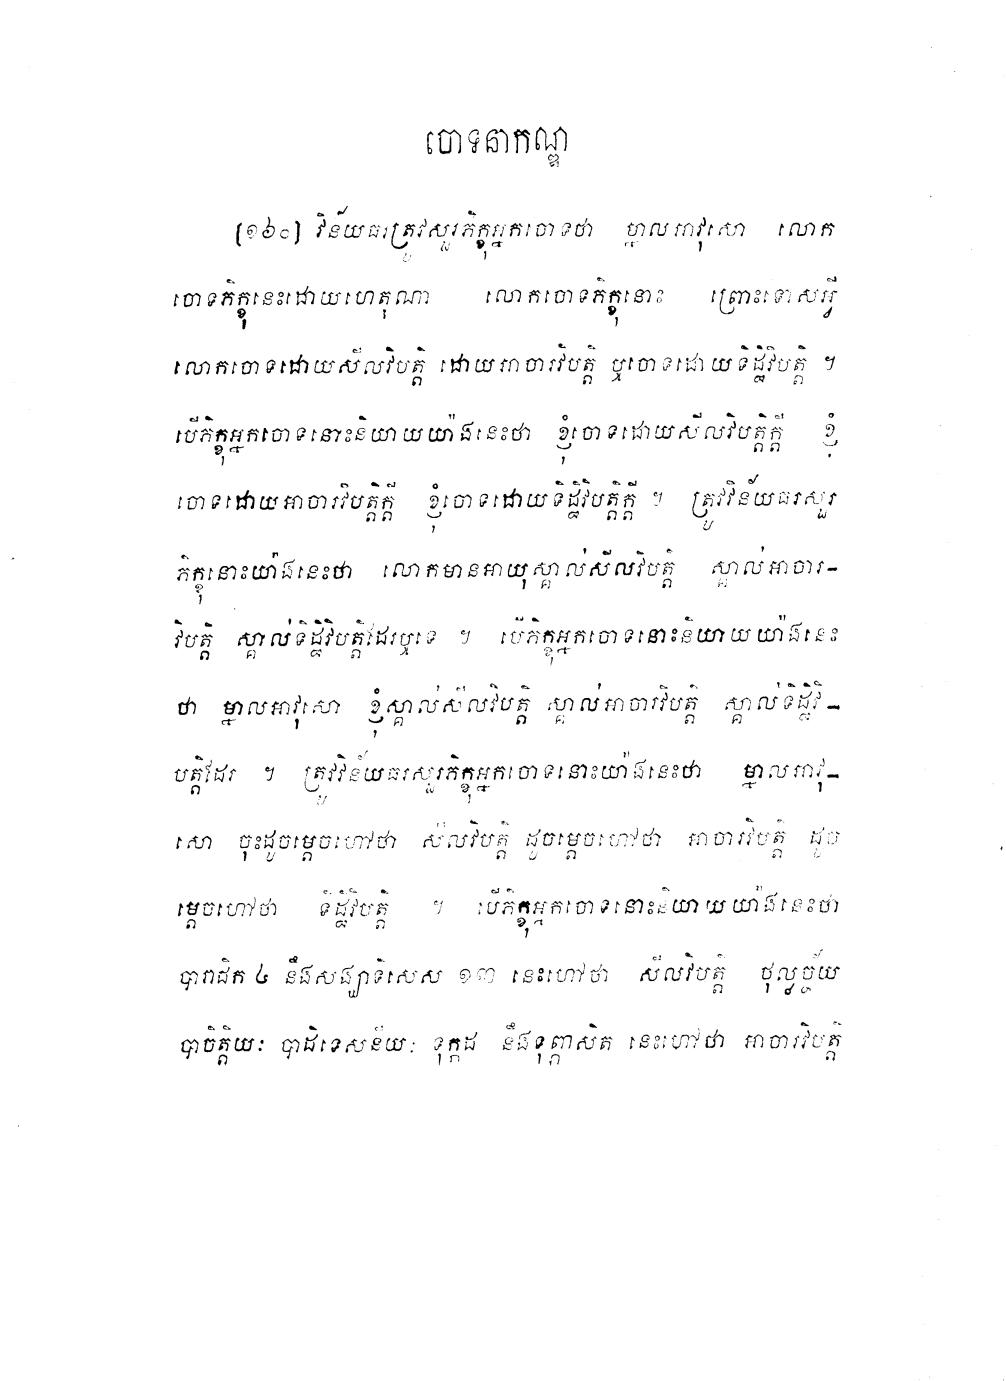 ចោទនាកណ្ឌ
[១៦០] វិន័យធរត្រូវសួរភិក្ខុអ្នកចោទថា ម្នាលអាវុសោ លោក
ចោទភិក្ខុនេះដោយហេតុណា លោកចោទភិក្ខុនោះ ព្រោះទោសអ្វី
លោកចោទដោយសីលវិបត្តិ ដោយអាចារវិបត្តិ ឬចោទដោយទិដ្ឋិវិបត្តិ ។
បើភិក្ខុអ្នកចោទនោះនិយាយយ៉ាងនេះថា ខ្ញុំចោទដោយសីលវិបត្តិក្តី ខ្ញុំ
ចោទដោយអាចារវិបត្តិក្តី ខ្ញុំចោទដោយទិដ្ឋិវិបត្តិក្តី ។ ត្រូវវិន័យធរសួរ
ភិក្ខុនោះយ៉ាងនេះថា លោកមានអាយុស្គាល់សីលវិបត្តិ ស្គាល់អាចារ-
វិបត្តិ ស្គាល់ទិដ្ឋិវិបត្តិដែរឬទេ ។ បើភិក្ខុអ្នកចោទនោះនិយាយយ៉ាងនេះ
ថា ម្នាលអាវុសោ ខ្ញុំស្គាល់សីលវិបត្តិ ស្គាល់អាចារវិបត្តិ ស្គាល់ទិដ្ឋិវិ-
បត្តិដែរ ។ ត្រូវវិន័យធរសួរភិក្ខុអ្នកចោទនោះយ៉ាងនេះថា ម្នាលអាវុ-
សោ ចុះដូចម្តេចហៅថា សីលវិបត្តិ ដូចម្តេចហៅថា អាចារវិបត្តិ ដូច
ម្តេចហៅថា ទិដ្ឋិវិបត្តិ ។ បើភិក្ខុអ្នកចោទនោះនិយាយយ៉ាងនេះថា
បារាជិក ៤ នឹងសង្ឃាទិសេស ១៣ នេះហៅថា សីលវិបត្តិ ថុល្លច្ច័យ
បាចិត្តិយៈ បាដិទេសនីយៈ ទុក្កដ នឹងទុព្ភាសិត នេះហៅថា អាចារវិបត្តិ